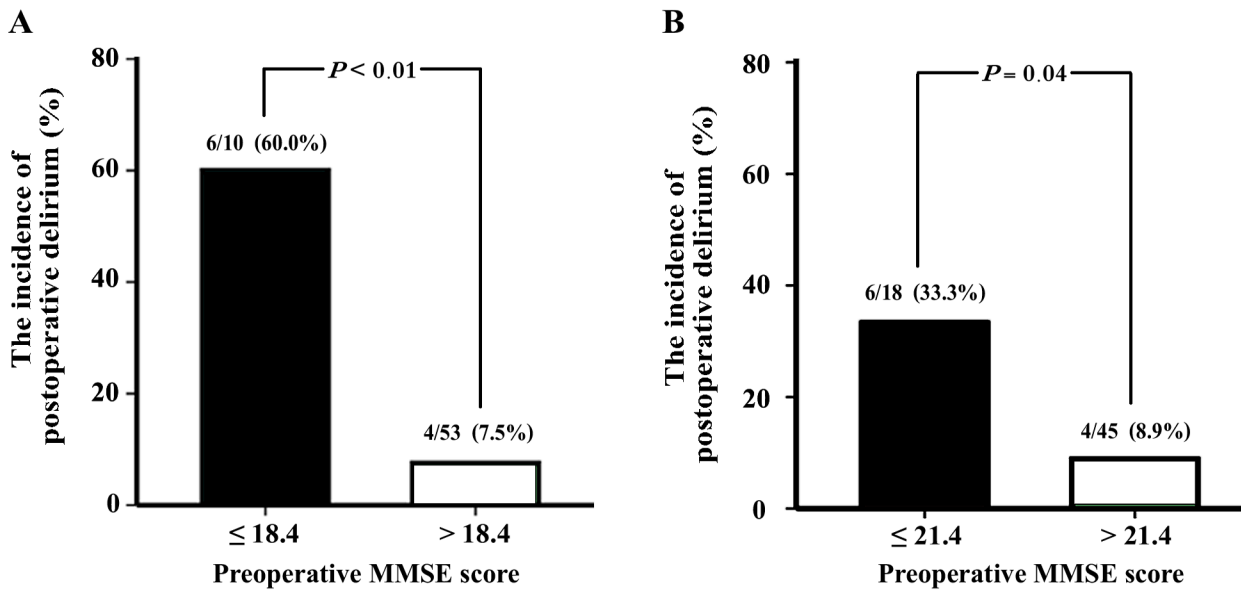 A
The incidence of
postoperative delirium (%)
80
60
40
20
0
P < 0.01
6/10 (60.0%)
4/53 (7.5%)
≤ 18.4
> 18.4
Preoperative MMSE score
B
The incidence of
postoperative delirium (%)
80
60
40
20
0
P = 0.04
6/18 (33.3%)
4/45 (8.9%)
≤ 21.4
> 21.4
Preoperative MMSE score